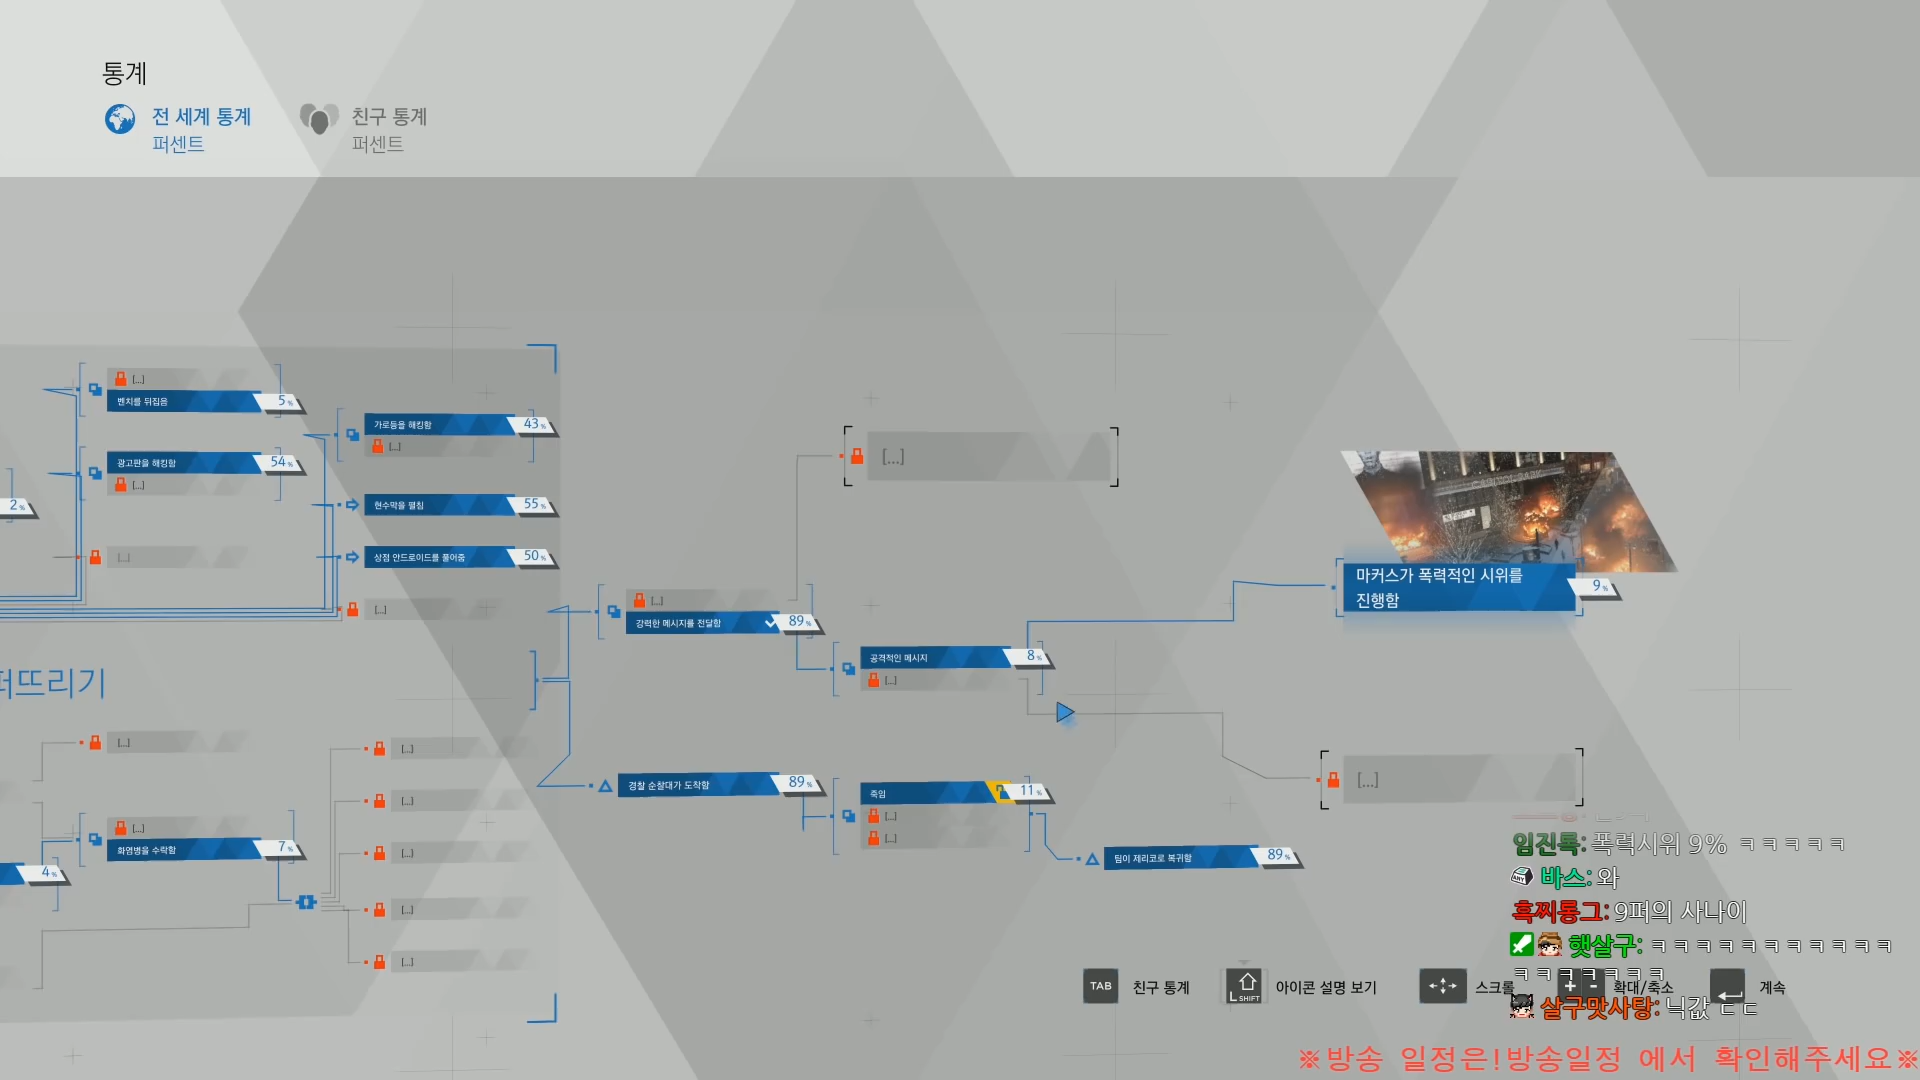 통계
전 세계 통계
퍼센트
친구 통계
퍼센트
[...]
벤치를 뒤집음 5%
가로등을 해킹함 43%
[...]
광고판을 해킹함 54%
[...]
2%
현수막을 펼침 55%
[...]
상점 안드로이드를 풀어줌 50%
[...]
[...]
[...]
강력한 메시지를 전달함 89%
CAPITOL PARK
마커스가 폭력적인 시위를
진행함 9%
공격적인 메시지 8%
[...]
퍼뜨리기
[...]
[...]
[...]
경찰 순찰대가 도착함 89%
죽임 11%
[...]
[...]
팀이 제리코로 복귀함 89%
[...]
[...]
화염병을 수락함 7%
[...]
4%
[...]
[...]
임진록: 폭력시위 9% ㅋㅋㅋㅋㅋ
바스: 와
흑찌롱그: 9퍼의 사나이
햇살구: ㅋㅋㅋㅋㅋㅋㅋㅋㅋㅋㅋ
ㅋㅋㅋㅋㅋㅋㅋ
살구맛사탕: 닉값 ㄷㄷ
TAB 친구 통계
L SHIFT 아이콘 설명 보기
스크롤
+ - 확대/축소
계속
※방송 일정은!방송일정 에서 확인해주세요※